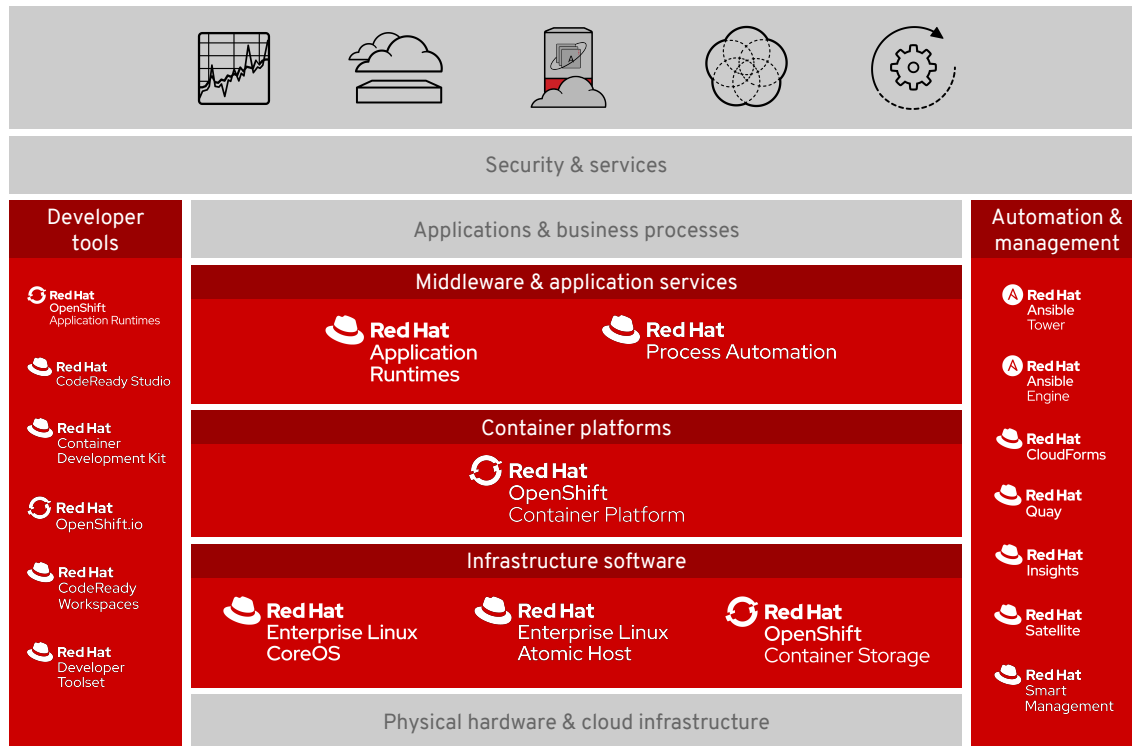 A
Security & services
Developer
tools
Red Hat
OpenShift
Application Runtimes
Red Hat
CodeReady Studio
Red Hat
Container
Development Kit
Red Hat
OpenShift.io
Red Hat
CodeReady
Workspaces
Red Hat
Developer
Toolset
Applications & business processes
Middleware & application services
Red Hat
Application
Runtimes
Red Hat
Process Automation
Container platforms
Red Hat
OpenShift
Container Platform
Infrastructure software
Red Hat
Enterprise Linux
CoreOS
Red Hat
Enterprise Linux
Atomic Host
Red Hat
OpenShift
Container Storage
Physical hardware & cloud infrastructure
Automation &
management
A
Red Hat
Ansible
Tower
A
Red Hat
Ansible
Engine
Red Hat
CloudForms
Red Hat
Quay
Red Hat
Insights
Red Hat
Satellite
Red Hat
Smart
Management